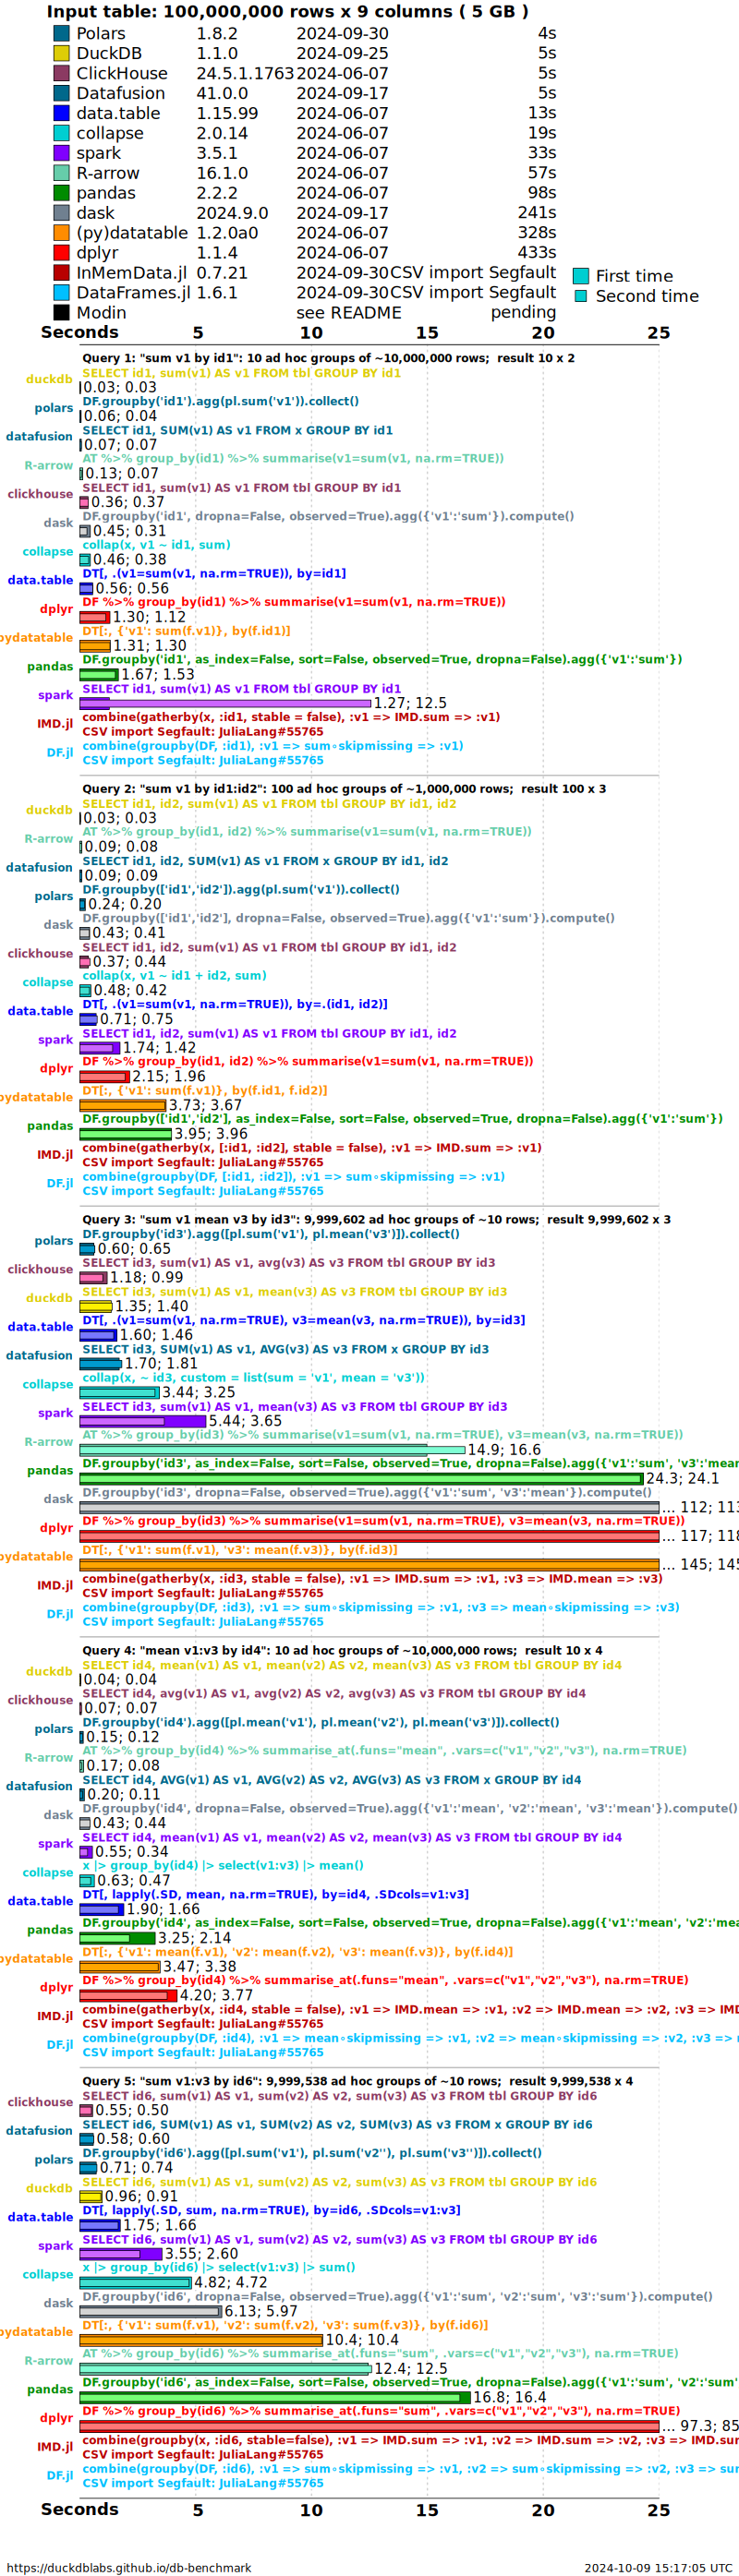 Input table: 100,000,000 rows x 9 columns ( 5 GB )
Polars 1.8.2 2024-09-30 4s
DuckDB 1.1.0 2024-09-25 5s
ClickHouse 24.5.1.1763 2024-06-07 5s
Datafusion 41.0.0 2024-09-17 5s
data.table 1.15.99 2024-06-07 13s
collapse 2.0.14 2024-06-07 19s
spark 3.5.1 2024-06-07 33s
R-arrow 16.1.0 2024-06-07 57s
pandas 2.2.2 2024-06-07 98s
dask 2024.9.0 2024-09-17 241s
(py)datatable 1.2.0a0 2024-06-07 328s
dplyr 1.1.4 2024-06-07 433s
InMemData.jl 0.7.21 2024-09-30 CSV import Segfault
DataFrames.jl 1.6.1 2024-09-30 CSV import Segfault
Modin see README pending
First time
Second time
Seconds 5 10 15 20 25
Query 1: "sum v1 by id1": 10 ad hoc groups of ~10,000,000 rows;  result 10 x 2
duckdb SELECT id1, sum(v1) AS v1 FROM tbl GROUP BY id1
0.03; 0.03
polars DF.groupby('id1').agg(pl.sum('v1')).collect()
0.06; 0.04
datafusion SELECT id1, SUM(v1) AS v1 FROM x GROUP BY id1
0.07; 0.07
R-arrow AT %>% group_by(id1) %>% summarise(v1=sum(v1, na.rm=TRUE))
0.13; 0.07
clickhouse SELECT id1, sum(v1) AS v1 FROM tbl GROUP BY id1
0.36; 0.37
dask DF.groupby('id1', dropna=False, observed=True).agg({'v1':'sum'}).compute()
0.45; 0.31
collapse collap(x, v1 ~ id1, sum)
0.46; 0.38
data.table DT[, .(v1=sum(v1, na.rm=TRUE)), by=id1]
0.56; 0.56
dplyr DF %>% group_by(id1) %>% summarise(v1=sum(v1, na.rm=TRUE))
1.30; 1.12
pydatatable DT[:, {'v1': sum(f.v1)}, by(f.id1)]
1.31; 1.30
pandas DF.groupby('id1', as_index=False, sort=False, observed=True, dropna=False).agg({'v1':'sum'})
1.67; 1.53
spark SELECT id1, sum(v1) AS v1 FROM tbl GROUP BY id1
1.27; 12.5
IMD.jl combine(gatherby(x, :id1, stable = false), :v1 => IMD.sum => :v1)
CSV import Segfault: JuliaLang#55765
DF.jl combine(groupby(DF, :id1), :v1 => sum∘skipmissing => :v1)
CSV import Segfault: JuliaLang#55765
Query 2: "sum v1 by id1:id2": 100 ad hoc groups of ~1,000,000 rows;  result 100 x 3
duckdb SELECT id1, id2, sum(v1) AS v1 FROM tbl GROUP BY id1, id2
0.03; 0.03
R-arrow AT %>% group_by(id1, id2) %>% summarise(v1=sum(v1, na.rm=TRUE))
0.09; 0.08
datafusion SELECT id1, id2, SUM(v1) AS v1 FROM x GROUP BY id1, id2
0.09; 0.09
polars DF.groupby(['id1','id2']).agg(pl.sum('v1')).collect()
0.24; 0.20
dask DF.groupby(['id1','id2'], dropna=False, observed=True).agg({'v1':'sum'}).compute()
0.43; 0.41
clickhouse SELECT id1, id2, sum(v1) AS v1 FROM tbl GROUP BY id1, id2
0.37; 0.44
collapse collap(x, v1 ~ id1 + id2, sum)
0.48; 0.42
data.table DT[, .(v1=sum(v1, na.rm=TRUE)), by=.(id1, id2)]
0.71; 0.75
spark SELECT id1, id2, sum(v1) AS v1 FROM tbl GROUP BY id1, id2
1.74; 1.42
dplyr DF %>% group_by(id1, id2) %>% summarise(v1=sum(v1, na.rm=TRUE))
2.15; 1.96
pydatatable DT[:, {'v1': sum(f.v1)}, by(f.id1, f.id2)]
3.73; 3.67
pandas DF.groupby(['id1','id2'], as_index=False, sort=False, observed=True, dropna=False).agg({'v1':'sum'})
3.95; 3.96
IMD.jl combine(gatherby(x, [:id1, :id2], stable = false), :v1 => IMD.sum => :v1)
CSV import Segfault: JuliaLang#55765
DF.jl combine(groupby(DF, [:id1, :id2]), :v1 => sum∘skipmissing => :v1)
CSV import Segfault: JuliaLang#55765
Query 3: "sum v1 mean v3 by id3": 9,999,602 ad hoc groups of ~10 rows;  result 9,999,602 x 3
polars DF.groupby('id3').agg([pl.sum('v1'), pl.mean('v3')]).collect()
0.60; 0.65
clickhouse SELECT id3, sum(v1) AS v1, avg(v3) AS v3 FROM tbl GROUP BY id3
1.18; 0.99
duckdb SELECT id3, sum(v1) AS v1, mean(v3) AS v3 FROM tbl GROUP BY id3
1.35; 1.40
data.table DT[, .(v1=sum(v1, na.rm=TRUE), v3=mean(v3, na.rm=TRUE)), by=id3]
1.60; 1.46
datafusion SELECT id3, SUM(v1) AS v1, AVG(v3) AS v3 FROM x GROUP BY id3
1.70; 1.81
collapse collap(x, ~ id3, custom = list(sum = 'v1', mean = 'v3'))
3.44; 3.25
spark SELECT id3, sum(v1) AS v1, mean(v3) AS v3 FROM tbl GROUP BY id3
5.44; 3.65
R-arrow AT %>% group_by(id3) %>% summarise(v1=sum(v1, na.rm=TRUE), v3=mean(v3, na.rm=TRUE))
14.9; 16.6
pandas DF.groupby('id3', as_index=False, sort=False, observed=True, dropna=False).agg({'v1':'sum', 'v3':'mean
24.3; 24.1
dask DF.groupby('id3', dropna=False, observed=True).agg({'v1':'sum', 'v3':'mean'}).compute()
... 112; 113
dplyr DF %>% group_by(id3) %>% summarise(v1=sum(v1, na.rm=TRUE), v3=mean(v3, na.rm=TRUE))
... 117; 118
pydatatable DT[:, {'v1': sum(f.v1), 'v3': mean(f.v3)}, by(f.id3)]
... 145; 145
IMD.jl combine(gatherby(x, :id3, stable = false), :v1 => IMD.sum => :v1, :v3 => IMD.mean => :v3)
CSV import Segfault: JuliaLang#55765
DF.jl combine(groupby(DF, :id3), :v1 => sum∘skipmissing => :v1, :v3 => mean∘skipmissing => :v3)
CSV import Segfault: JuliaLang#55765
Query 4: "mean v1:v3 by id4": 10 ad hoc groups of ~10,000,000 rows;  result 10 x 4
duckdb SELECT id4, mean(v1) AS v1, mean(v2) AS v2, mean(v3) AS v3 FROM tbl GROUP BY id4
0.04; 0.04
clickhouse SELECT id4, avg(v1) AS v1, avg(v2) AS v2, avg(v3) AS v3 FROM tbl GROUP BY id4
0.07; 0.07
polars DF.groupby('id4').agg([pl.mean('v1'), pl.mean('v2'), pl.mean('v3')]).collect()
0.15; 0.12
R-arrow AT %>% group_by(id4) %>% summarise_at(.funs="mean", .vars=c("v1","v2","v3"), na.rm=TRUE)
0.17; 0.08
datafusion SELECT id4, AVG(v1) AS v1, AVG(v2) AS v2, AVG(v3) AS v3 FROM x GROUP BY id4
0.20; 0.11
dask DF.groupby('id4', dropna=False, observed=True).agg({'v1':'mean', 'v2':'mean', 'v3':'mean'}).compute()
0.43; 0.44
spark SELECT id4, mean(v1) AS v1, mean(v2) AS v2, mean(v3) AS v3 FROM tbl GROUP BY id4
0.55; 0.34
collapse x |> group_by(id4) |> select(v1:v3) |> mean()
0.63; 0.47
data.table DT[, lapply(.SD, mean, na.rm=TRUE), by=id4, .SDcols=v1:v3]
1.90; 1.66
pandas DF.groupby('id4', as_index=False, sort=False, observed=True, dropna=False).agg({'v1':'mean', 'v2':'mea
3.25; 2.14
pydatatable DT[:, {'v1': mean(f.v1), 'v2': mean(f.v2), 'v3': mean(f.v3)}, by(f.id4)]
3.47; 3.38
dplyr DF %>% group_by(id4) %>% summarise_at(.funs="mean", .vars=c("v1","v2","v3"), na.rm=TRUE)
4.20; 3.77
IMD.jl combine(gatherby(x, :id4, stable = false), :v1 => IMD.mean => :v1, :v2 => IMD.mean => :v2, :v3 => IMD
CSV import Segfault: JuliaLang#55765
DF.jl combine(groupby(DF, :id4), :v1 => mean∘skipmissing => :v1, :v2 => mean∘skipmissing => :v2, :v3 =>
CSV import Segfault: JuliaLang#55765
Query 5: "sum v1:v3 by id6": 9,999,538 ad hoc groups of ~10 rows;  result 9,999,538 x 4
clickhouse SELECT id6, sum(v1) AS v1, sum(v2) AS v2, sum(v3) AS v3 FROM tbl GROUP BY id6
0.55; 0.50
datafusion SELECT id6, SUM(v1) AS v1, SUM(v2) AS v2, SUM(v3) AS v3 FROM x GROUP BY id6
0.58; 0.60
polars DF.groupby('id6').agg([pl.sum('v1'), pl.sum('v2''), pl.sum('v3'')]).collect()
0.71; 0.74
duckdb SELECT id6, sum(v1) AS v1, sum(v2) AS v2, sum(v3) AS v3 FROM tbl GROUP BY id6
0.96; 0.91
data.table DT[, lapply(.SD, sum, na.rm=TRUE), by=id6, .SDcols=v1:v3]
1.75; 1.66
spark SELECT id6, sum(v1) AS v1, sum(v2) AS v2, sum(v3) AS v3 FROM tbl GROUP BY id6
3.55; 2.60
collapse x |> group_by(id6) |> select(v1:v3) |> sum()
4.82; 4.72
dask DF.groupby('id6', dropna=False, observed=True).agg({'v1':'sum', 'v2':'sum', 'v3':'sum'}).compute()
6.13; 5.97
pydatatable DT[:, {'v1': sum(f.v1), 'v2': sum(f.v2), 'v3': sum(f.v3)}, by(f.id6)]
10.4; 10.4
R-arrow AT %>% group_by(id6) %>% summarise_at(.funs="sum", .vars=c("v1","v2","v3"), na.rm=TRUE)
12.4; 12.5
pandas DF.groupby('id6', as_index=False, sort=False, observed=True, dropna=False).agg({'v1':'sum', 'v2':'sum'
16.8; 16.4
dplyr DF %>% group_by(id6) %>% summarise_at(.funs="sum", .vars=c("v1","v2","v3"), na.rm=TRUE)
... 97.3; 85
IMD.jl combine(groupby(x, :id6, stable=false), :v1 => IMD.sum => :v1, :v2 => IMD.sum => :v2, :v3 => IMD.sum
CSV import Segfault: JuliaLang#55765
DF.jl combine(groupby(DF, :id6), :v1 => sum∘skipmissing => :v1, :v2 => sum∘skipmissing => :v2, :v3 => sum
CSV import Segfault: JuliaLang#55765
Seconds 5 10 15 20 25
https://duckdblabs.github.io/db-benchmark 2024-10-09 15:17:05 UTC